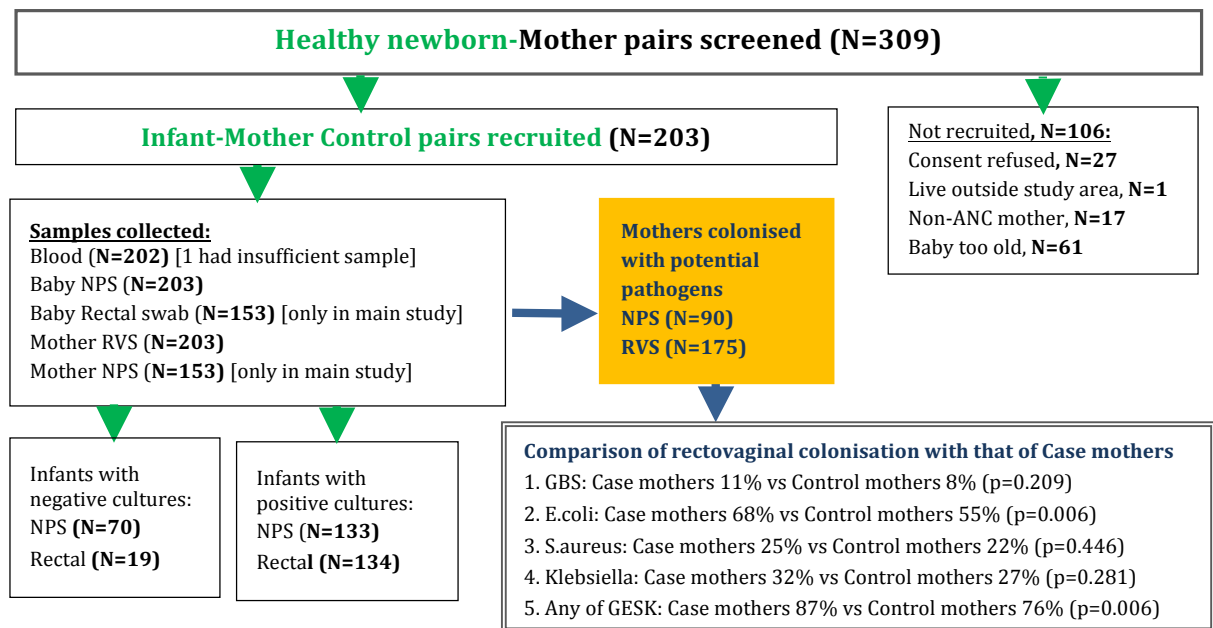 Healthy newborn-Mother pairs screened (N=309)
Infant-Mother Control pairs recruited (N=203)
Not recruited, N=106:
Consent refused, N=27
Live outside study area, N=1
Non-ANC mother, N=17
Baby too old, N=61
Samples collected:
Blood (N=202) [1 had insufficient sample]
Baby NPS (N=203)
Baby Rectal swab (N=153) [only in main study]
Mother RVS (N=203)
Mother NPS (N=153) [only in main study]
Mothers colonised
with potential
pathogens
NPS (N=90)
RVS (N=175)
Infants with
negative cultures:
NPS (N=70)
Rectal (N=19)
Infants with
positive cultures:
NPS (N=133)
Rectal (N=134)
Comparison of rectovaginal colonisation with that of Case mothers
1. GBS: Case mothers 11% vs Control mothers 8% (p=0.209)
2. E.coli: Case mothers 68% vs Control mothers 55% (p=0.006)
3. S.aureus: Case mothers 25% vs Control mothers 22% (p=0.446)
4. Klebsiella: Case mothers 32% vs Control mothers 27% (p=0.281)
5. Any of GESK: Case mothers 87% vs Control mothers 76% (p=0.006)